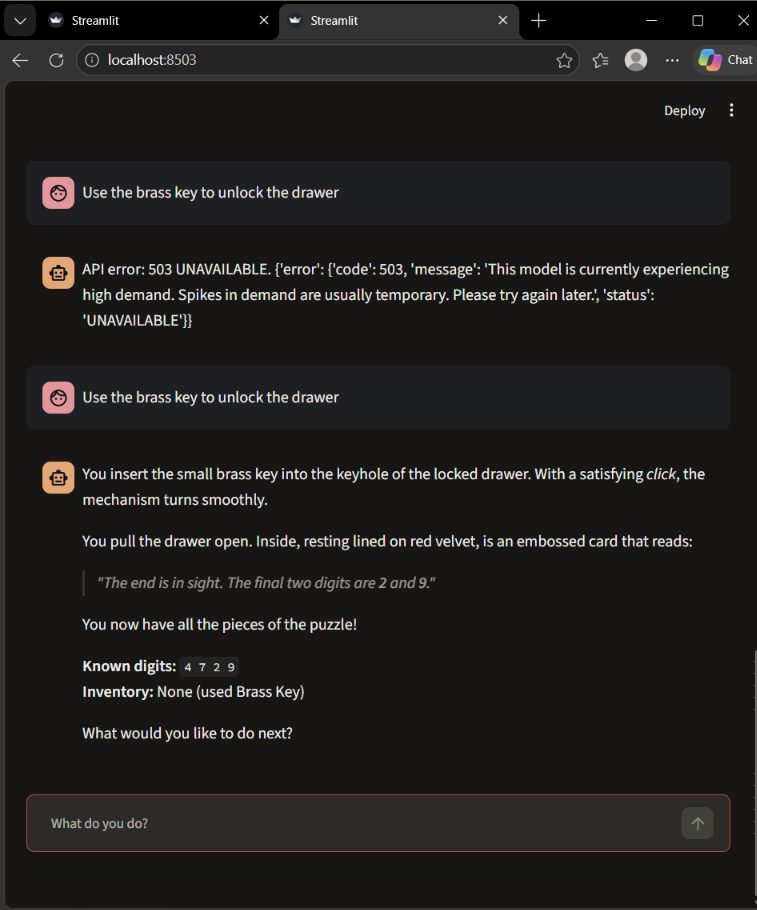 Streamlit
Streamlit
localhost:8503
Chat
Deploy
Use the brass key to unlock the drawer
API error: 503 UNAVAILABLE. {'error': {'code': 503, 'message': 'This model is currently experiencing
high demand. Spikes in demand are usually temporary. Please try again later.', 'status':
'UNAVAILABLE'}}
Use the brass key to unlock the drawer
You insert the small brass key into the keyhole of the locked drawer. With a satisfying click, the
mechanism turns smoothly.
You pull the drawer open. Inside, resting lined on red velvet, is an embossed card that reads:
"The end is in sight. The final two digits are 2 and 9."
You now have all the pieces of the puzzle!
Known digits: 4 7 2 9
Inventory: None (used Brass Key)
What would you like to do next?
What do you do?